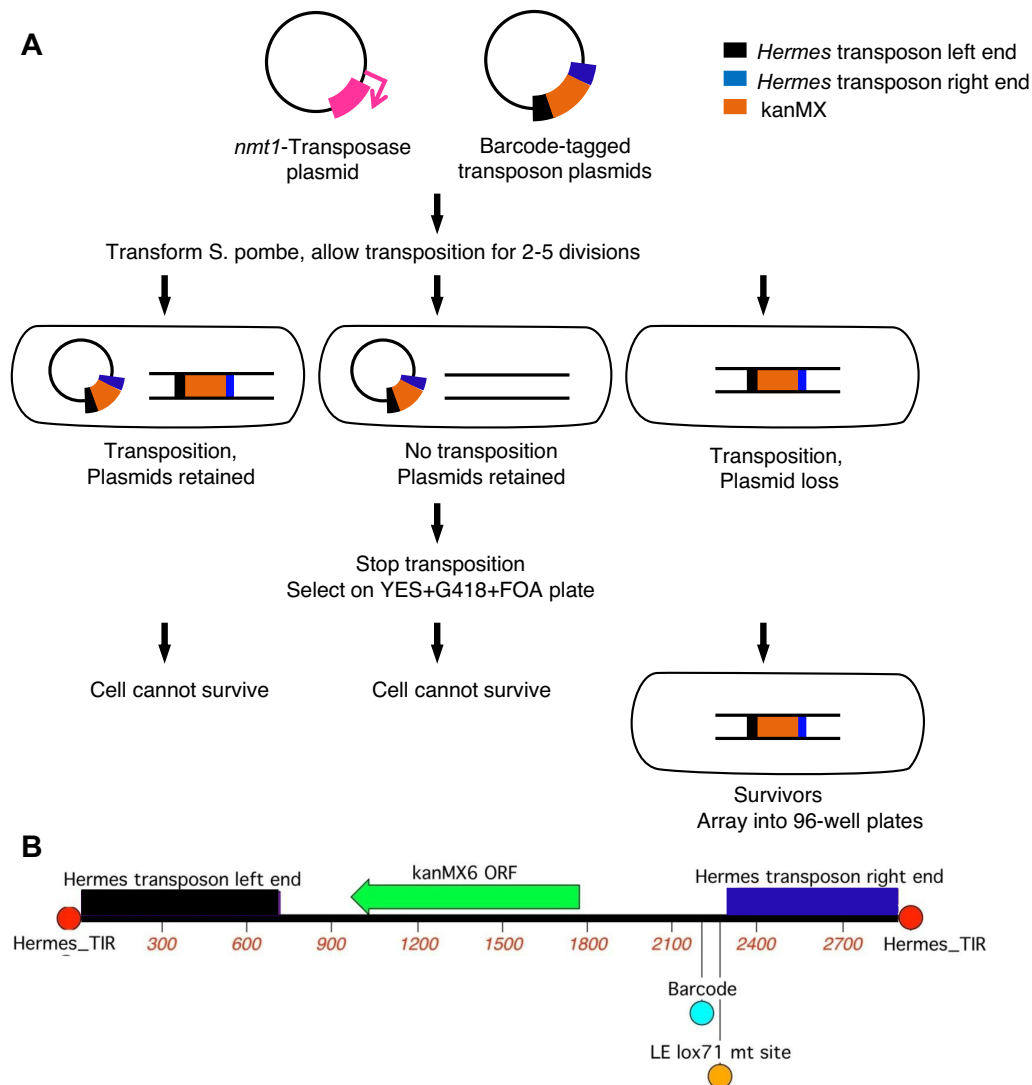 A
Hermes transposon left end
Hermes transposon right end
kanMX
nmt1-Transposase
plasmid
Barcode-tagged
transposon plasmids
Transform S. pombe, allow transposition for 2-5 divisions
Transposition,
Plasmids retained
No transposition
Plasmids retained
Transposition,
Plasmid loss
Stop transposition
Select on YES+G418+FOA plate
Cell cannot survive
Cell cannot survive
Survivors
Array into 96-well plates
B
Hermes transposon left end
kanMX6 ORF
Hermes transposon right end
Hermes_TIR
300 600 900 1200 1500 1800 2100 2400 2700
Hermes_TIR
Barcode
LE lox71 mt site